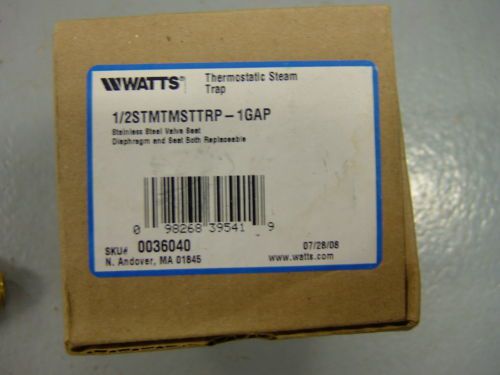 WATTS® Thermostatic Steam
Trap
1/2STMTMSTTRP-1GAP
Stainless Steel Valve Seat
Diaphragm and Seat Both Replaceable
0 98268 39541 9
SKU# 0036040 07/28/08
N. Andover, MA 01845 www.watts.com